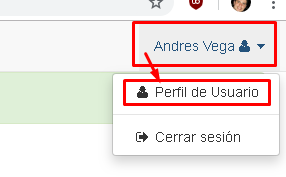 Andres Vega
Perfil de Usuario
Cerrar sesión